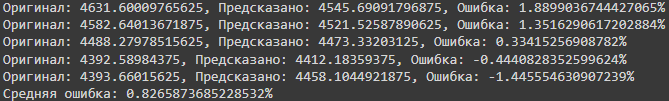 Оригинал: 4631.60009765625, Предсказано: 4545.69091796875, Ошибка: 1.8899036744427065%
Оригинал: 4582.64013671875, Предсказано: 4521.52587890625, Ошибка: 1.3516290617202884%
Оригинал: 4488.27978515625, Предсказано: 4473.33203125, Ошибка: 0.33415256908782%
Оригинал: 4392.58984375, Предсказано: 4412.18359375, Ошибка: -0.4440828352599624%
Оригинал: 4393.66015625, Предсказано: 4458.1044921875, Ошибка: -1.445554630907239%
Средняя ошибка: 0.8265873685228532%